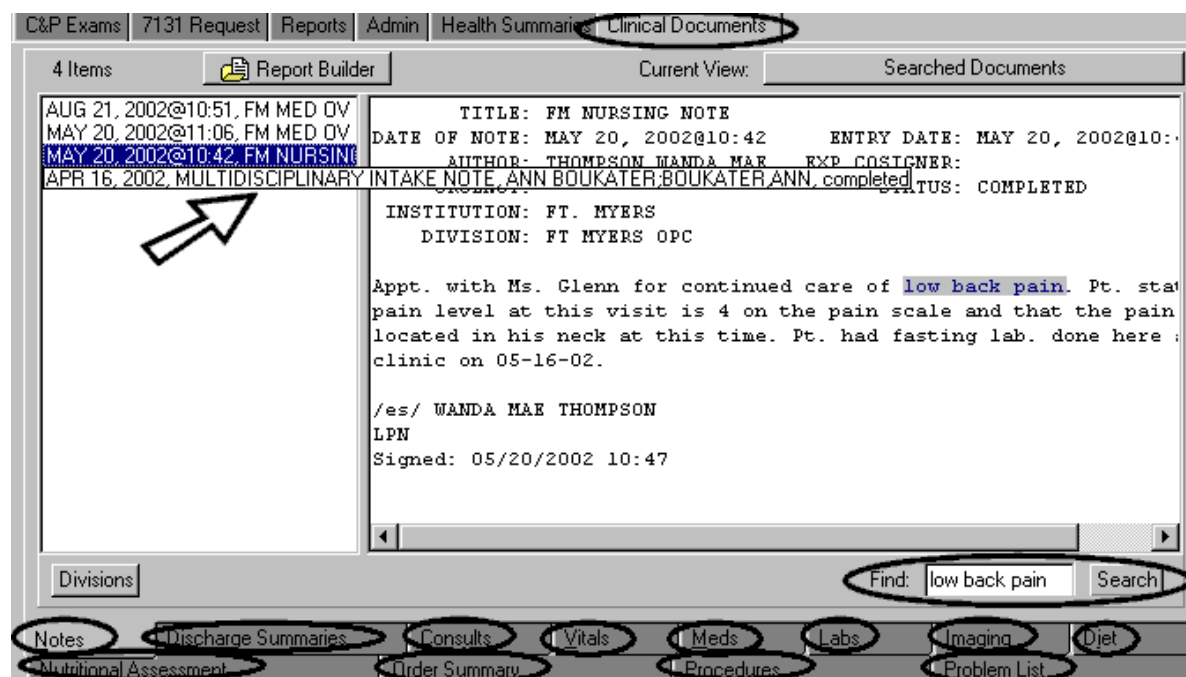 C&P Exams 7131 Request Reports Admin Health Summaries Clinical Documents
4 Items Report Builder Current View: Searched Documents
AUG 21, 2002@10:51, FM MED OV
MAY 20, 2002@11:06, FM MED OV
MAY 20, 2002@10:42, FM NURSIN
APR 16, 2002, MULTIDISCIPLINARY INTAKE NOTE, ANN BOUKATER;BOUKATER,ANN, completed
TITLE: FM NURSING NOTE
DATE OF NOTE: MAY 20, 2002@10:42 ENTRY DATE: MAY 20, 2002@10:
AUTHOR: THOMPSON,WANDA MAE EXP COSIGNER:
URGENCY: STATUS: COMPLETED
INSTITUTION: FT. MYERS
DIVISION: FT MYERS OPC
Appt. with Ms. Glenn for continued care of low back pain. Pt. stat
pain level at this visit is 4 on the pain scale and that the pain
located in his neck at this time. Pt. had fasting lab. done here
clinic on 05-16-02.
/es/ WANDA MAE THOMPSON
LPN
Signed: 05/20/2002 10:47
Divisions Find: low back pain Search
Notes Discharge Summaries Consults Vitals Meds Labs Imaging Diet
Nutritional Assessment Order Summary Procedures Problem List